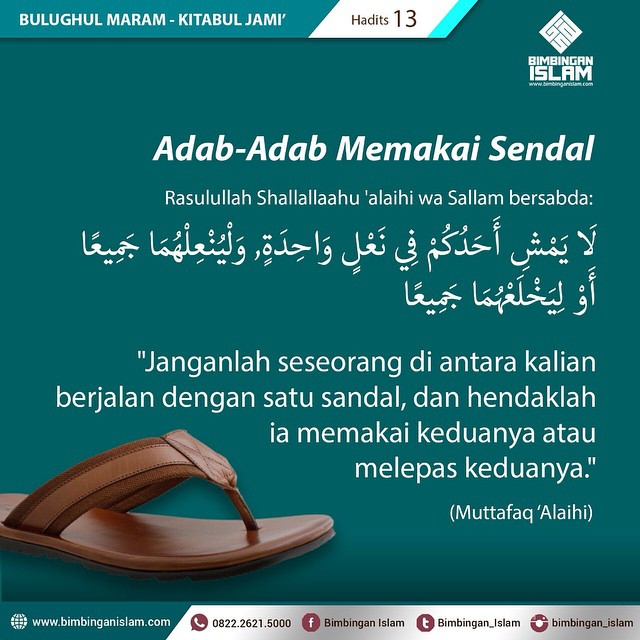 BULUGHUL MARAM - KITABUL JAMI’
Hadits 13
BIMBINGAN
ISLAM
www.bimbinganislam.com
Adab-Adab Memakai Sendal
Rasulullah Shallallaahu 'alaihi wa Sallam bersabda:
لَا يَمْشِ أَحَدُكُمْ فِي نَعْلٍ وَاحِدَةٍ, وَلْيُنْعِلْهُمَا جَمِيعًا
أَوْ لِيَخْلَعْهُمَا جَمِيعًا
"Janganlah seseorang di antara kalian
berjalan dengan satu sandal, dan hendaklah
ia memakai keduanya atau
melepas keduanya."
(Muttafaq ‘Alaihi)
www.bimbinganislam.com
0822.2621.5000
Bimbingan Islam
Bimbingan_Islam
bimbingan_islam